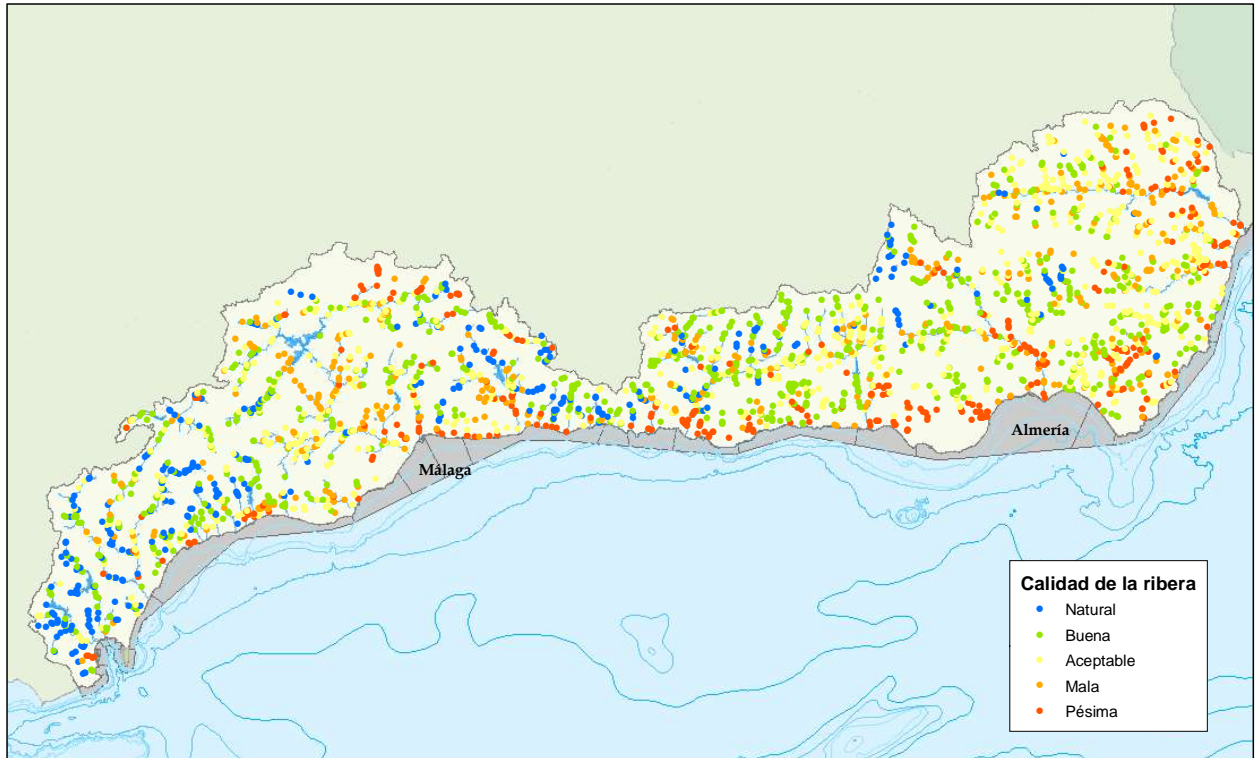 Almería
Málaga
Calidad de la ribera
Natural
Buena
Aceptable
Mala
Pésima